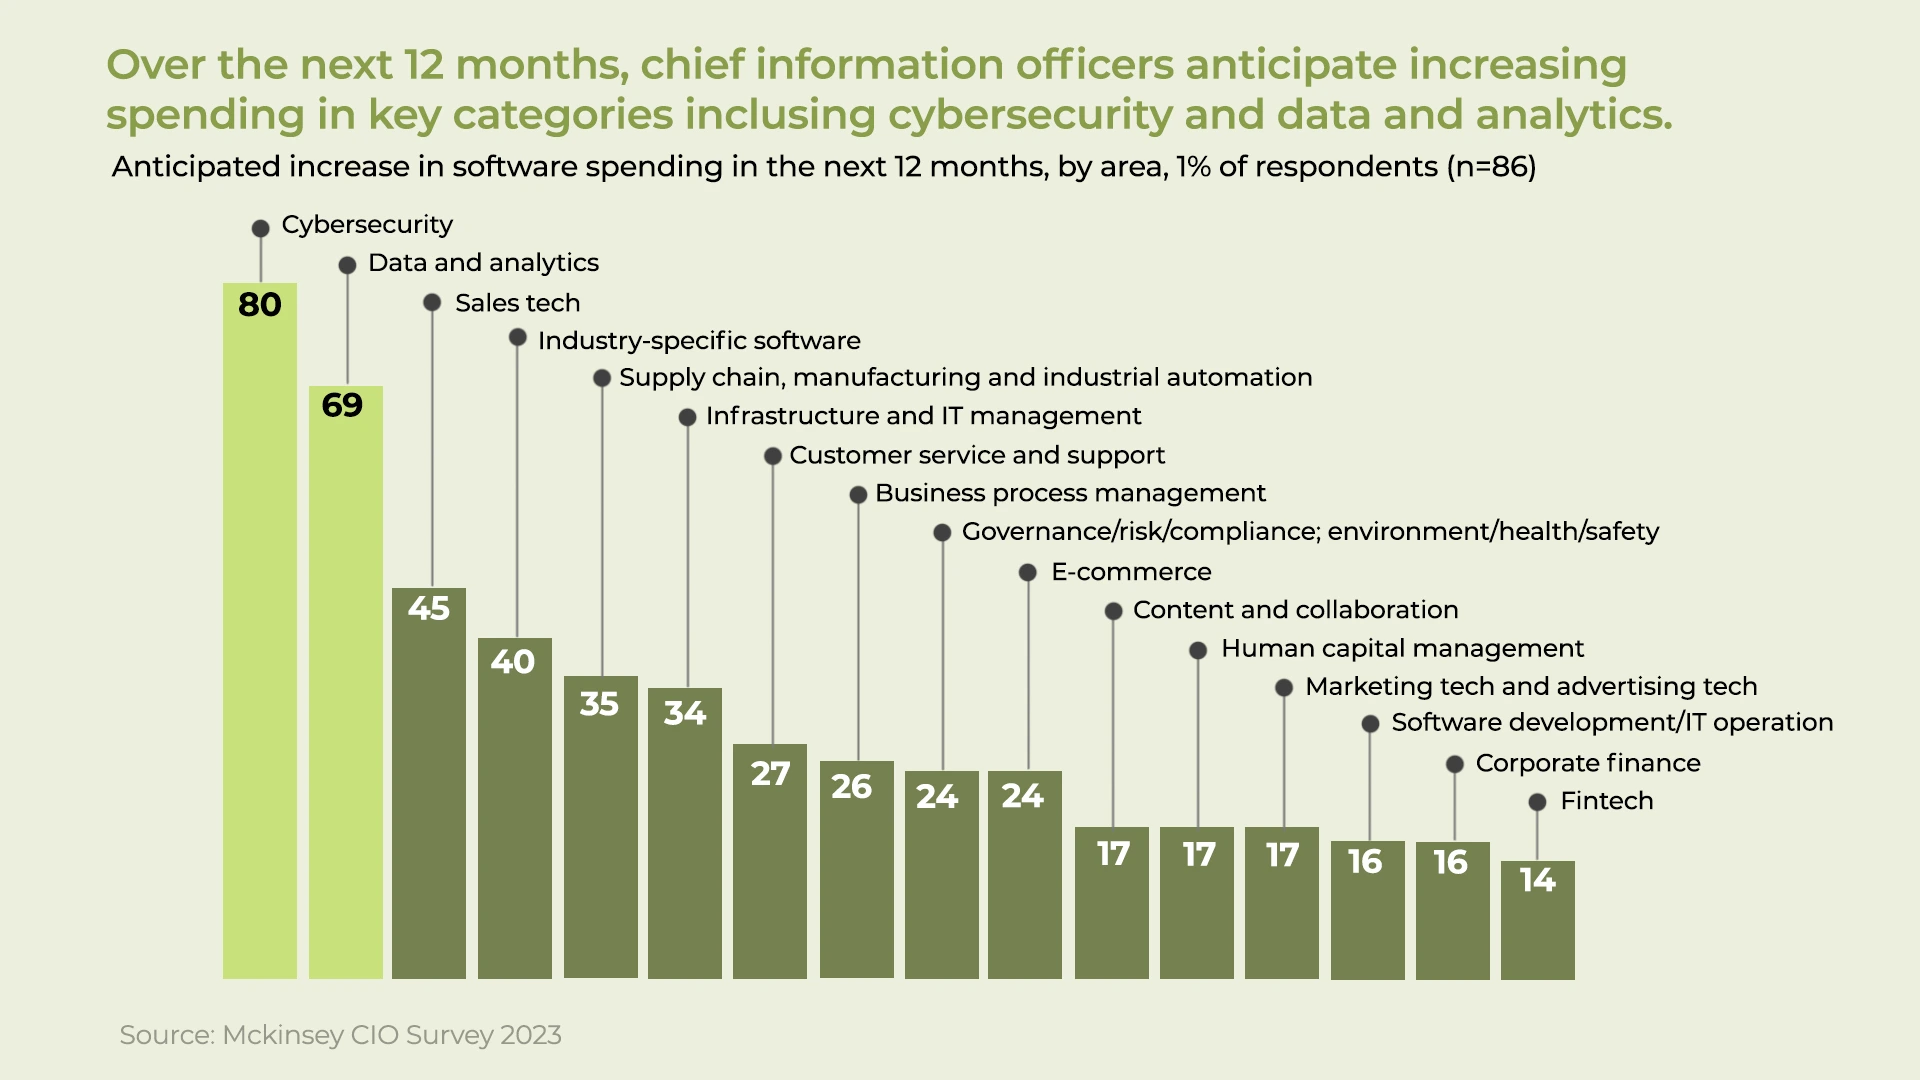 Over the next 12 months, chief information officers anticipate increasing
spending in key categories inclusing cybersecurity and data and analytics.
Anticipated increase in software spending in the next 12 months, by area, 1% of respondents (n=86)
Cybersecurity
Data and analytics
Sales tech
Industry-specific software
Supply chain, manufacturing and industrial automation
Infrastructure and IT management
Customer service and support
Business process management
Governance/risk/compliance; environment/health/safety
E-commerce
Content and collaboration
Human capital management
Marketing tech and advertising tech
Software development/IT operation
Corporate finance
Fintech
80
69
45
40
35
34
27
26
24
24
17
17
17
16
16
14
Source: Mckinsey CIO Survey 2023